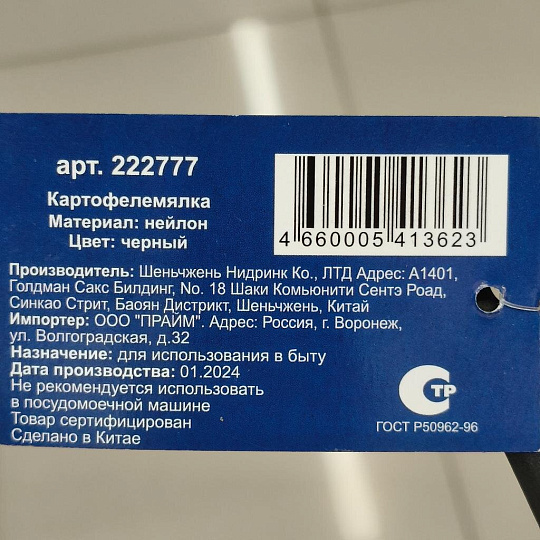 арт. 222777
Картофелемялка
Материал: нейлон
Цвет: черный
4 660005 413623
Производитель: Шеньчжень Нидринк Ко., ЛТД Адрес: А1401,
Голдман Сакс Билдинг, No. 18 Шаки Комьюнити Сентэ Роад,
Синкао Стрит, Баоян Дистрикт, Шеньчжень, Китай
Импортер: ООО "ПРАЙМ". Адрес: Россия, г. Воронеж,
ул. Волгоградская, д.32
Назначение: для использования в быту
Дата производства: 01.2024
Не рекомендуется использовать
в посудомоечной машине
Товар сертифицирован
Сделано в Китае
СТР
ГОСТ Р50962-96